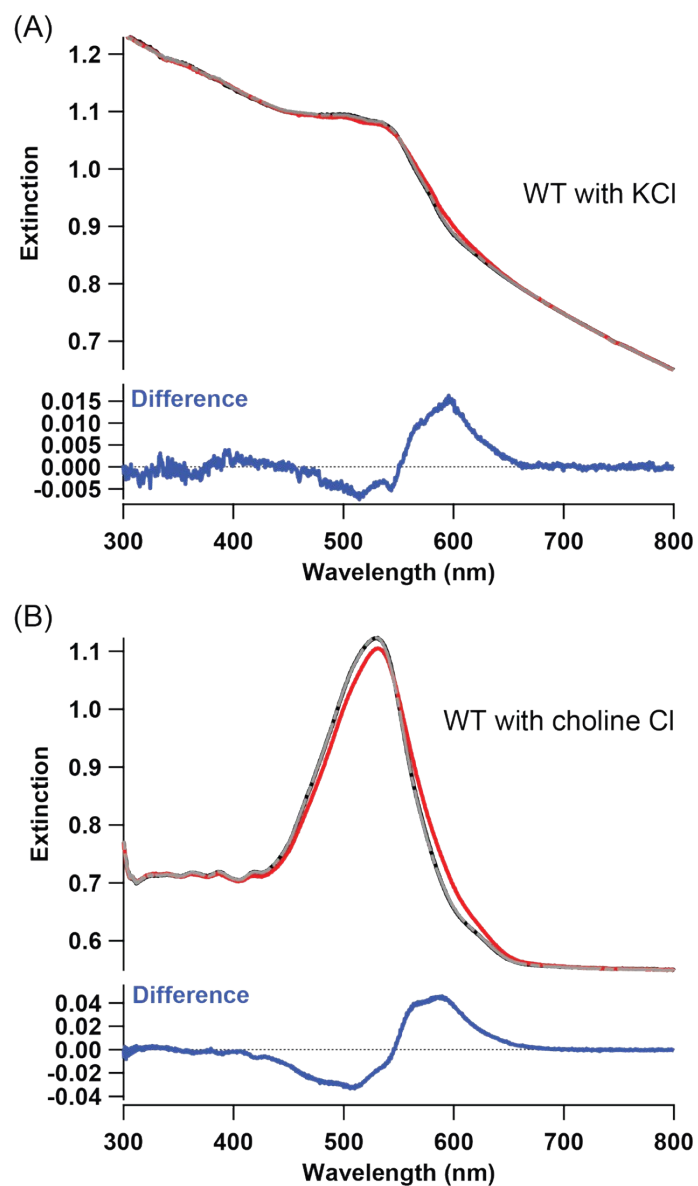 (A)
1.2
1.1
1.0
0.9
0.8
0.7
Extinction
WT with KCl
Difference
0.015
0.010
0.005
0.000
-0.005
300 400 500 600 700 800
Wavelength (nm)
(B)
1.1
1.0
0.9
0.8
0.7
0.6
Extinction
WT with choline Cl
Difference
0.04
0.02
0.00
-0.02
-0.04
300 400 500 600 700 800
Wavelength (nm)